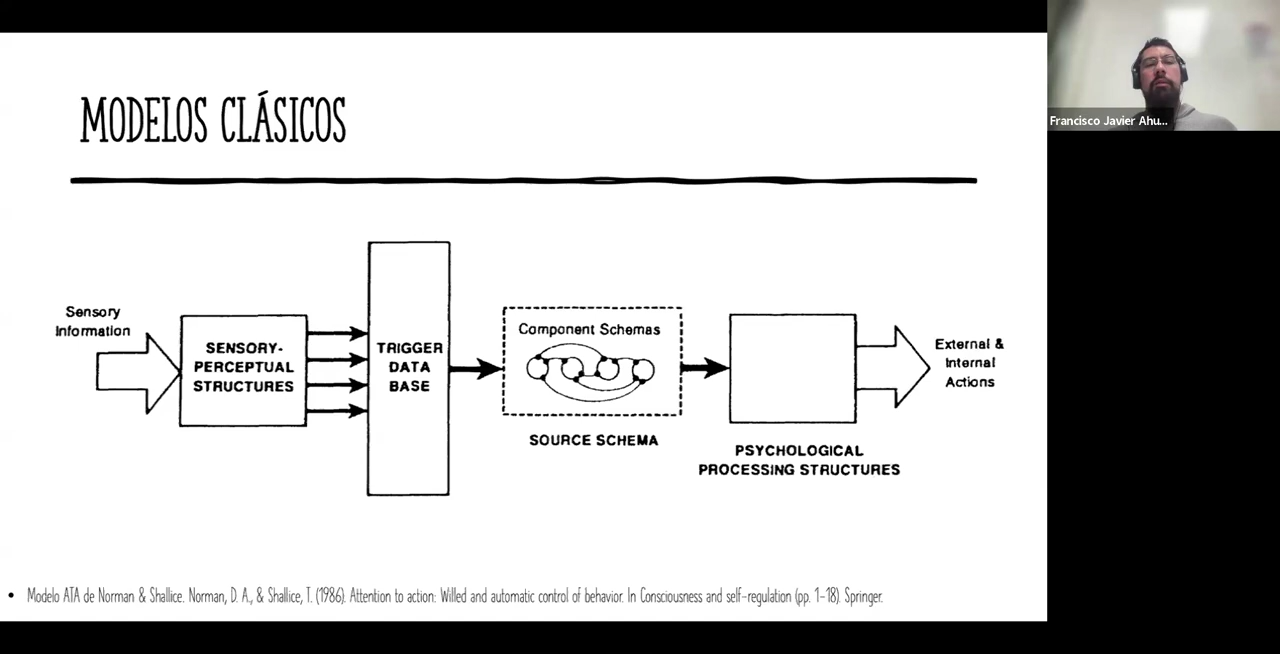 MODELOS CLÁSICOS
Sensory
Information
SENSORY-
PERCEPTUAL
STRUCTURES
TRIGGER
DATA
BASE
Component Schemas
SOURCE SCHEMA
PSYCHOLOGICAL
PROCESSING STRUCTURES
External &
Internal
Actions
• Modelo ATA de Norman & Shallice. Norman, D. A., & Shallice, T. (1986). Attention to action: Willed and automatic control of behavior. In Consciousness and self-regulation (pp. 1-18). Springer.
Francisco Javier Ahu...